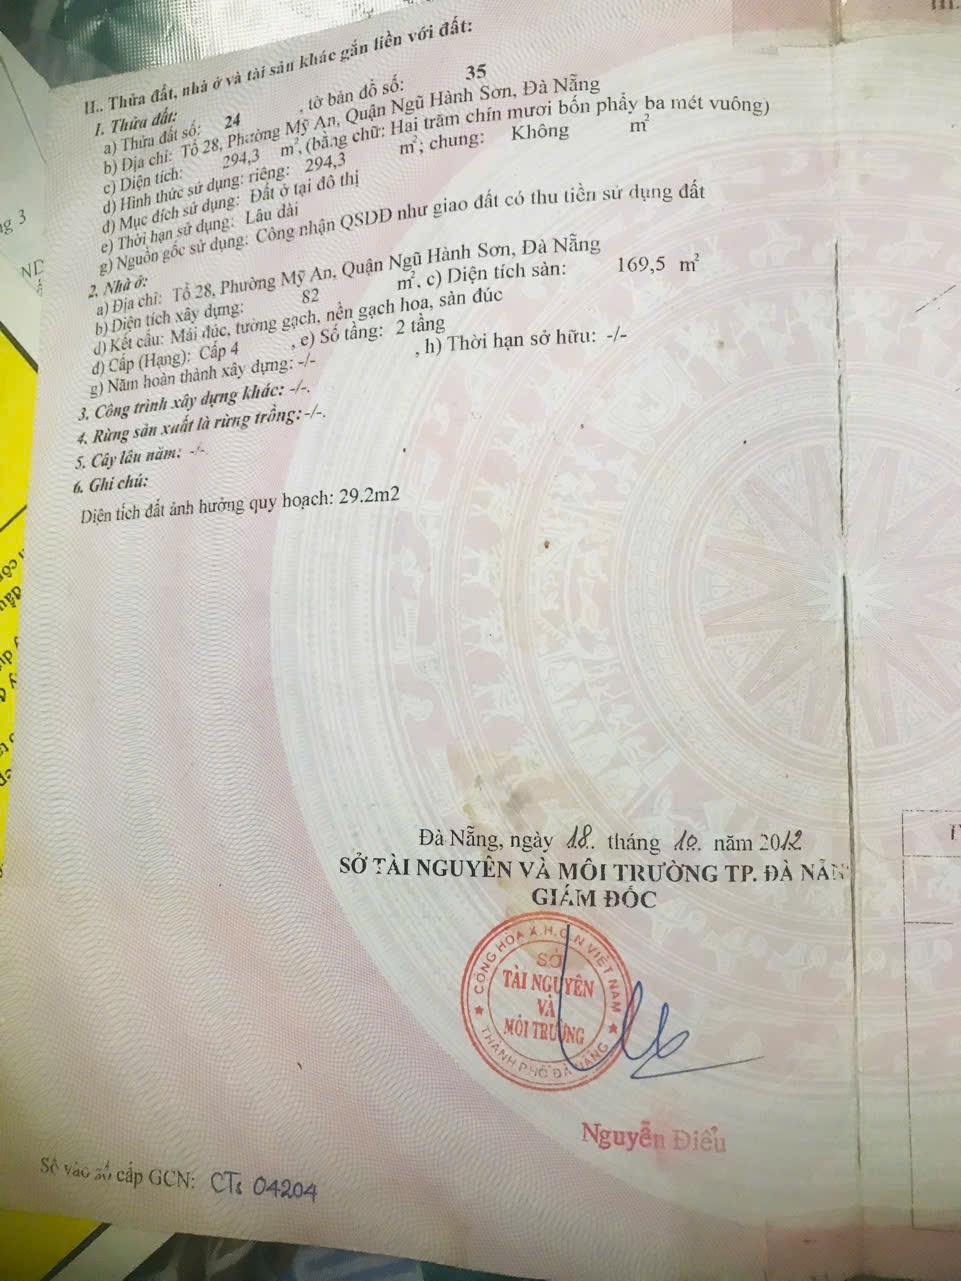 III.
II.. Thửa đất, nhà ở và tài sản khác gắn liền với đất:
1. Thửa đất:
a) Thửa đất số: 24 , tờ bản đồ số: 35
b) Địa chỉ: Tổ 28, Phường Mỹ An, Quận Ngũ Hành Sơn, Đà Nẵng
c) Diện tích: 294,3 m², (bằng chữ: Hai trăm chín mươi bốn phẩy ba mét vuông)
d) Hình thức sử dụng: riêng: 294,3 m²; chung: Không m²
đ) Mục đích sử dụng: Đất ở tại đô thị
e) Thời hạn sử dụng: Lâu dài
g) Nguồn gốc sử dụng: Công nhận QSDĐ như giao đất có thu tiền sử dụng đất
2. Nhà ở:
a) Địa chỉ: Tổ 28, Phường Mỹ An, Quận Ngũ Hành Sơn, Đà Nẵng
b) Diện tích xây dựng: 82 m², c) Diện tích sàn: 169,5 m²
d) Kết cấu: Mái đúc, tường gạch, nền gạch hoa, sàn đúc
đ) Cấp (Hạng): Cấp 4 , e) Số tầng: 2 tầng
g) Năm hoàn thành xây dựng: -/- , h) Thời hạn sở hữu: -/-
3. Công trình xây dựng khác: -/-.
4. Rừng sản xuất là rừng trồng: -/-.
5. Cây lâu năm: -/-.
6. Ghi chú:
Diện tích đất ảnh hưởng quy hoạch: 29.2m2
Đà Nẵng, ngày 18.. tháng 10. năm 2012
SỞ TÀI NGUYÊN VÀ MÔI TRƯỜNG TP. ĐÀ NẴN
GIÁM ĐỐC
CỘNG HÒA X.H.C.N VIỆT NAM
SỞ
TÀI NGUYÊN
VÀ
MÔI TRƯỜNG
THÀNH PHỐ ĐÀ NẴNG
Nguyễn Điểu
Số vào sổ cấp GCN: CTs 04204